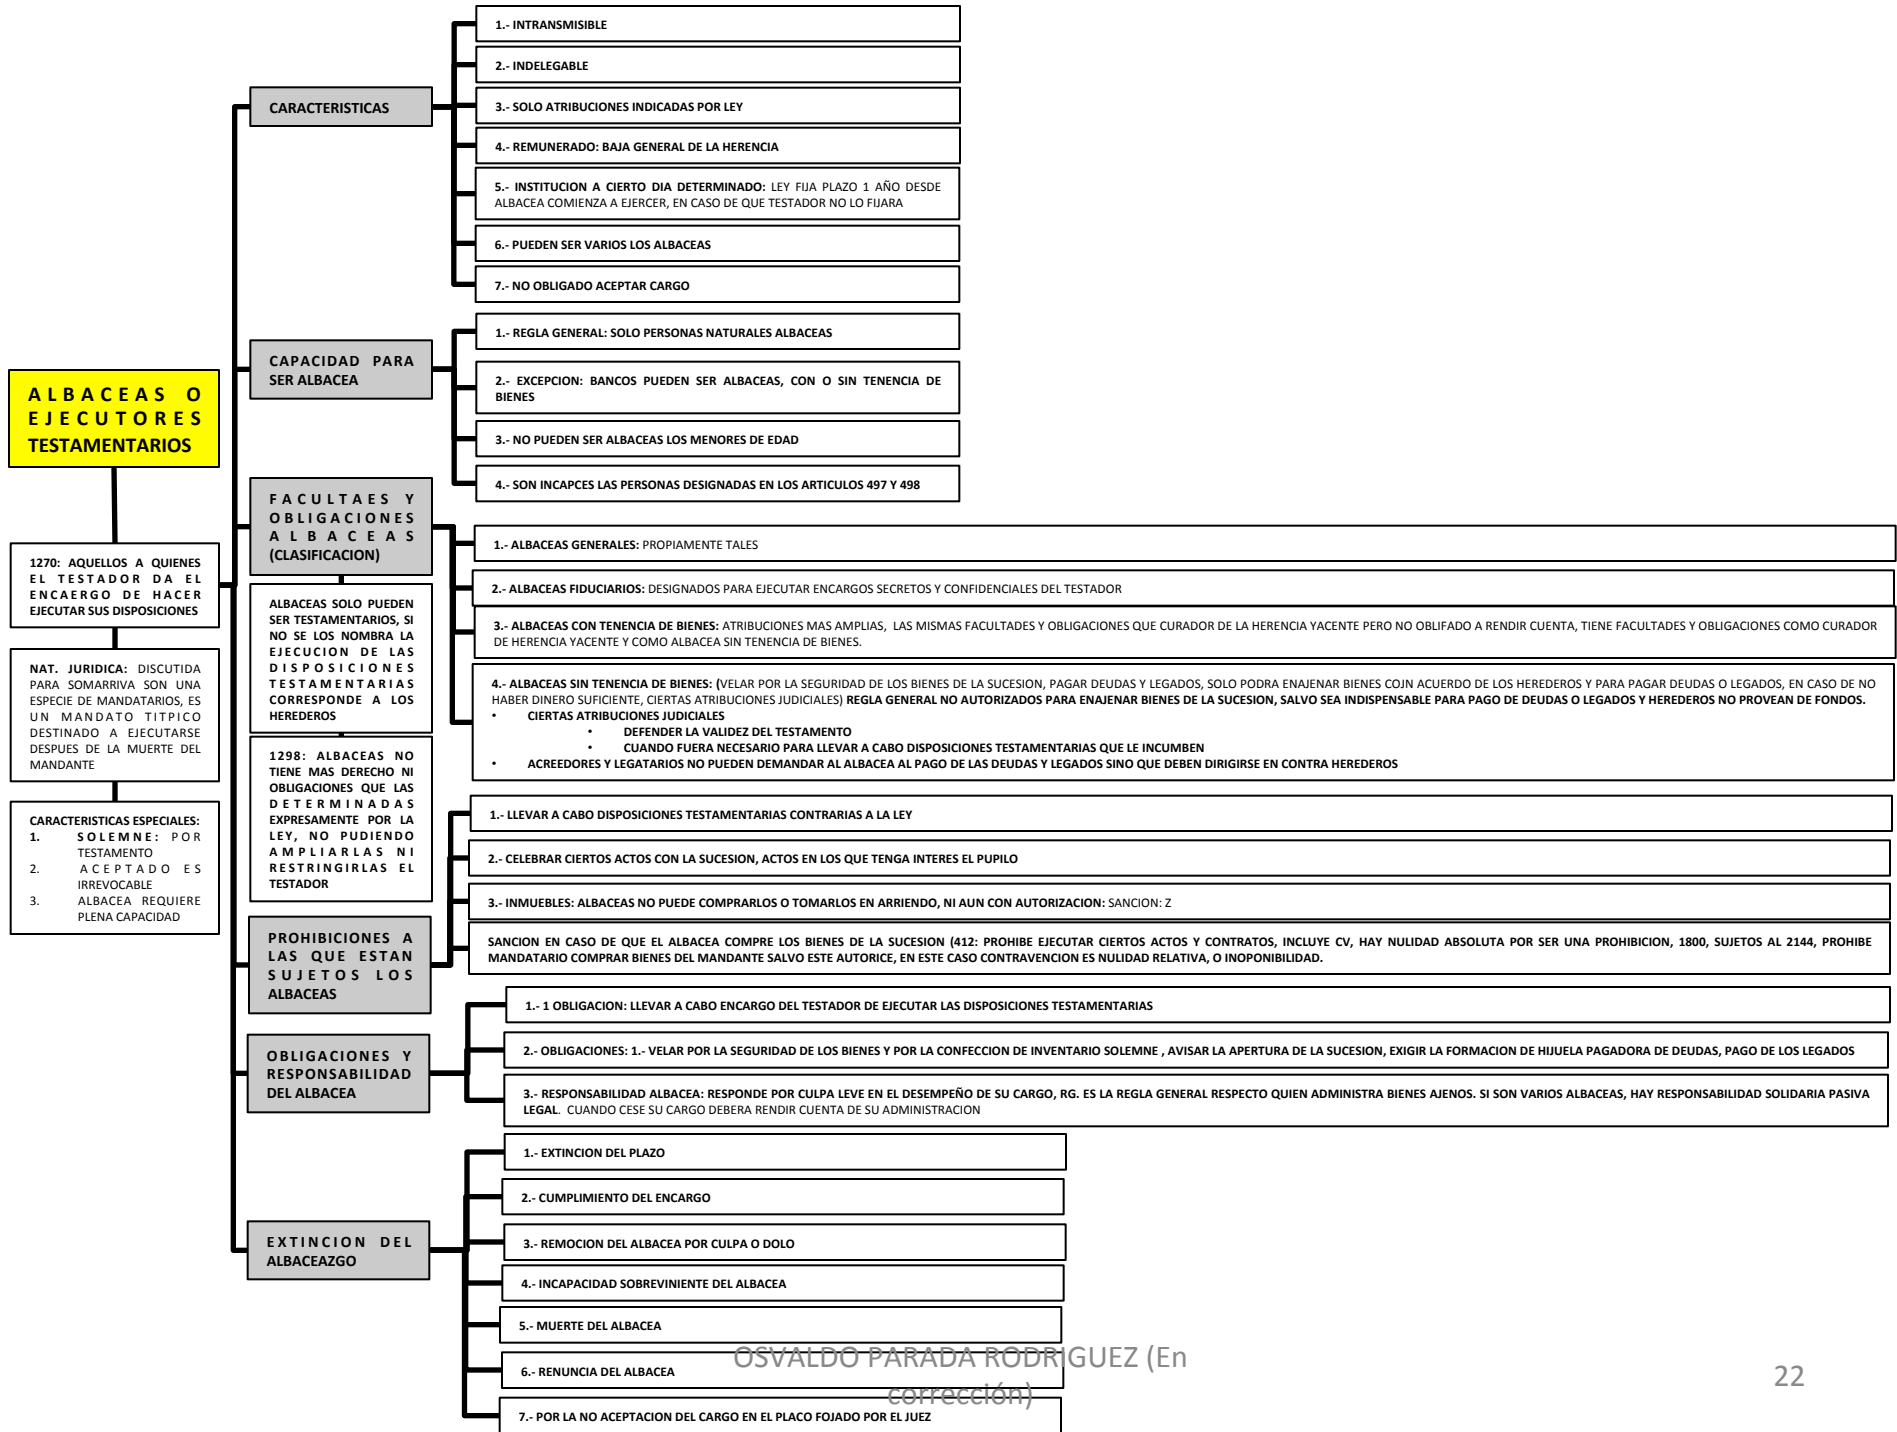 ALBACEAS O
EJECUTORES
TESTAMENTARIOS
1270: AQUELLOS A QUIENES
EL TESTADOR DA EL
ENCAERGO DE HACER
EJECUTAR SUS DISPOSICIONES
NAT. JURIDICA: DISCUTIDA
PARA SOMARRIVA SON UNA
ESPECIE DE MANDATARIOS, ES
UN MANDATO TITPICO
DESTINADO A EJECUTARSE
DESPUES DE LA MUERTE DEL
MANDANTE
CARACTERISTICAS ESPECIALES:
1. SOLEMNE: POR
TESTAMENTO
2. ACEPTADO ES
IRREVOCABLE
3. ALBACEA REQUIERE
PLENA CAPACIDAD
CARACTERISTICAS
1.- INTRANSMISIBLE
2.- INDELEGABLE
3.- SOLO ATRIBUCIONES INDICADAS POR LEY
4.- REMUNERADO: BAJA GENERAL DE LA HERENCIA
5.- INSTITUCION A CIERTO DIA DETERMINADO: LEY FIJA PLAZO 1 AÑO DESDE
ALBACEA COMIENZA A EJERCER, EN CASO DE QUE TESTADOR NO LO FIJARA
6.- PUEDEN SER VARIOS LOS ALBACEAS
7.- NO OBLIGADO ACEPTAR CARGO
CAPACIDAD PARA
SER ALBACEA
1.- REGLA GENERAL: SOLO PERSONAS NATURALES ALBACEAS
2.- EXCEPCION: BANCOS PUEDEN SER ALBACEAS, CON O SIN TENENCIA DE
BIENES
3.- NO PUEDEN SER ALBACEAS LOS MENORES DE EDAD
4.- SON INCAPCES LAS PERSONAS DESIGNADAS EN LOS ARTICULOS 497 Y 498
FACULTAES Y
OBLIGACIONES
ALBACEAS
(CLASIFICACION)
ALBACEAS SOLO PUEDEN
SER TESTAMENTARIOS, SI
NO SE LOS NOMBRA LA
EJECUCION DE LAS
DISPOSICIONES
TESTAMENTARIAS
CORRESPONDE A LOS
HEREDEROS
1298: ALBACEAS NO
TIENE MAS DERECHO NI
OBLIGACIONES QUE LAS
DETERMINADAS
EXPRESAMENTE POR LA
LEY, NO PUDIENDO
AMPLIARLAS NI
RESTRINGIRLAS EL
TESTADOR
1.- ALBACEAS GENERALES: PROPIAMENTE TALES
2.- ALBACEAS FIDUCIARIOS: DESIGNADOS PARA EJECUTAR ENCARGOS SECRETOS Y CONFIDENCIALES DEL TESTADOR
3.- ALBACEAS CON TENENCIA DE BIENES: ATRIBUCIONES MAS AMPLIAS, LAS MISMAS FACULTADES Y OBLIGACIONES QUE CURADOR DE LA HERENCIA YACENTE PERO NO OBLIFADO A RENDIR CUENTA, TIENE FACULTADES Y OBLIGACIONES COMO CURADOR
DE HERENCIA YACENTE Y COMO ALBACEA SIN TENENCIA DE BIENES.
4.- ALBACEAS SIN TENENCIA DE BIENES: (VELAR POR LA SEGURIDAD DE LOS BIENES DE LA SUCESION, PAGAR DEUDAS Y LEGADOS, SOLO PODRA ENAJENAR BIENES COJN ACUERDO DE LOS HEREDEROS Y PARA PAGAR DEUDAS O LEGADOS, EN CASO DE NO
HABER DINERO SUFICIENTE, CIERTAS ATRIBUCIONES JUDICIALES) REGLA GENERAL NO AUTORIZADOS PARA ENAJENAR BIENES DE LA SUCESION, SALVO SEA INDISPENSABLE PARA PAGO DE DEUDAS O LEGADOS Y HEREDEROS NO PROVEAN DE FONDOS.
• CIERTAS ATRIBUCIONES JUDICIALES
• DEFENDER LA VALIDEZ DEL TESTAMENTO
• CUANDO FUERA NECESARIO PARA LLEVAR A CABO DISPOSICIONES TESTAMENTARIAS QUE LE INCUMBEN
• ACREEDORES Y LEGATARIOS NO PUEDEN DEMANDAR AL ALBACEA AL PAGO DE LAS DEUDAS Y LEGADOS SINO QUE DEBEN DIRIGIRSE EN CONTRA HEREDEROS
PROHIBICIONES A
LAS QUE ESTAN
SUJETOS LOS
ALBACEAS
1.- LLEVAR A CABO DISPOSICIONES TESTAMENTARIAS CONTRARIAS A LA LEY
2.- CELEBRAR CIERTOS ACTOS CON LA SUCESION, ACTOS EN LOS QUE TENGA INTERES EL PUPILO
3.- INMUEBLES: ALBACEAS NO PUEDE COMPRARLOS O TOMARLOS EN ARRIENDO, NI AUN CON AUTORIZACION: SANCION: Z
SANCION EN CASO DE QUE EL ALBACEA COMPRE LOS BIENES DE LA SUCESION (412: PROHIBE EJECUTAR CIERTOS ACTOS Y CONTRATOS, INCLUYE CV, HAY NULIDAD ABSOLUTA POR SER UNA PROHIBICION, 1800, SUJETOS AL 2144, PROHIBE
MANDATARIO COMPRAR BIENES DEL MANDANTE SALVO ESTE AUTORICE, EN ESTE CASO CONTRAVENCION ES NULIDAD RELATIVA, O INOPONIBILIDAD.
OBLIGACIONES Y
RESPONSABILIDAD
DEL ALBACEA
1.- 1 OBLIGACION: LLEVAR A CABO ENCARGO DEL TESTADOR DE EJECUTAR LAS DISPOSICIONES TESTAMENTARIAS
2.- OBLIGACIONES: 1.- VELAR POR LA SEGURIDAD DE LOS BIENES Y POR LA CONFECCION DE INVENTARIO SOLEMNE , AVISAR LA APERTURA DE LA SUCESION, EXIGIR LA FORMACION DE HIJUELA PAGADORA DE DEUDAS, PAGO DE LOS LEGADOS
3.- RESPONSABILIDAD ALBACEA: RESPONDE POR CULPA LEVE EN EL DESEMPEÑO DE SU CARGO, RG. ES LA REGLA GENERAL RESPECTO QUIEN ADMINISTRA BIENES AJENOS. SI SON VARIOS ALBACEAS, HAY RESPONSABILIDAD SOLIDARIA PASIVA
LEGAL. CUANDO CESE SU CARGO DEBERA RENDIR CUENTA DE SU ADMINISTRACION
EXTINCION DEL
ALBACEAZGO
1.- EXTINCION DEL PLAZO
2.- CUMPLIMIENTO DEL ENCARGO
3.- REMOCION DEL ALBACEA POR CULPA O DOLO
4.- INCAPACIDAD SOBREVINIENTE DEL ALBACEA
5.- MUERTE DEL ALBACEA
6.- RENUNCIA DEL ALBACEA
7.- POR LA NO ACEPTACION DEL CARGO EN EL PLACO FOJADO POR EL JUEZ
OSVALDO PARADA RODRIGUEZ (En
corrección)
22